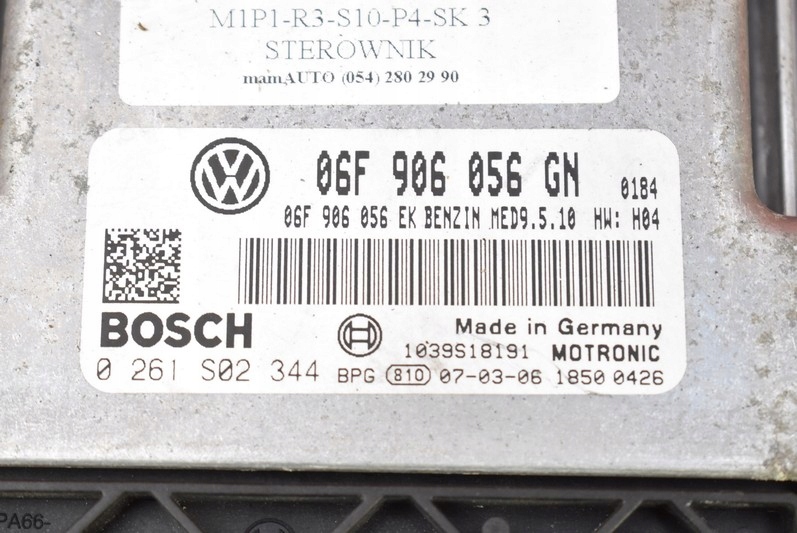 M1P1-R3-S10-P4-SK 3
STEROWNIK
mamAUTO (054) 280 29 90
06F 906 056 GN 0184
06F 906 056 EK BENZIN MED9.5.10 HW: H04
BOSCH
Made in Germany
1039S18191 MOTRONIC
0 261 S02 344 BPG 810 07-03-06 1850 0426
PA66-